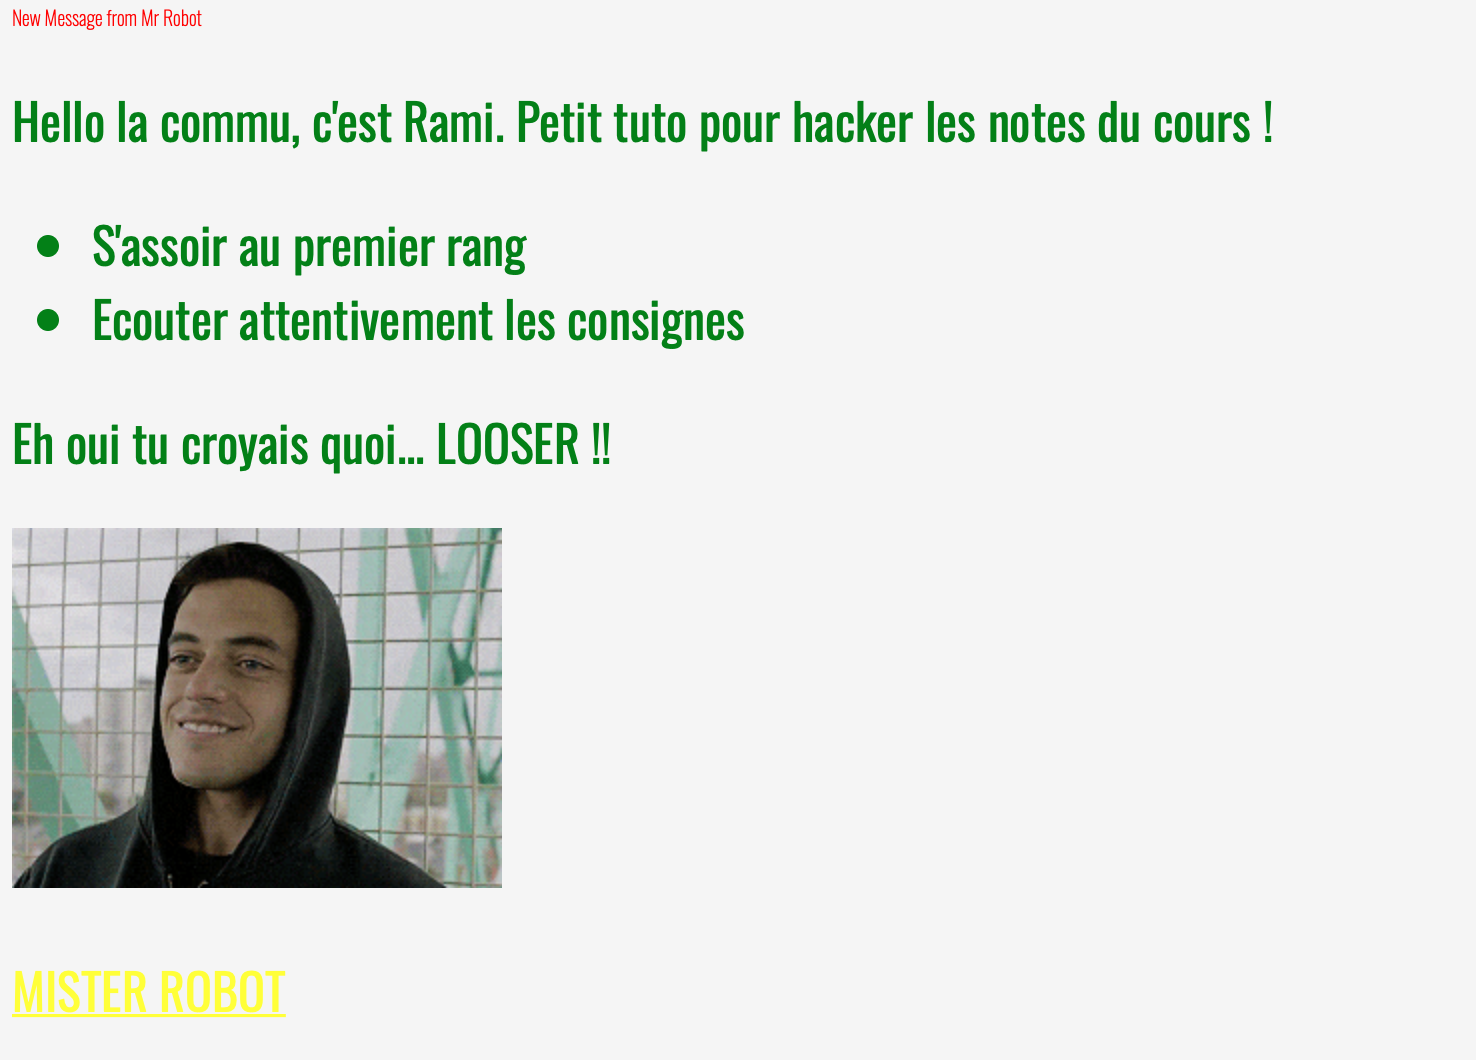 New Message from Mr Robot
Hello la commu, c'est Rami. Petit tuto pour hacker les notes du cours !
S'assoir au premier rang
Ecouter attentivement les consignes
Eh oui tu croyais quoi... LOOSER !!
MISTER ROBOT